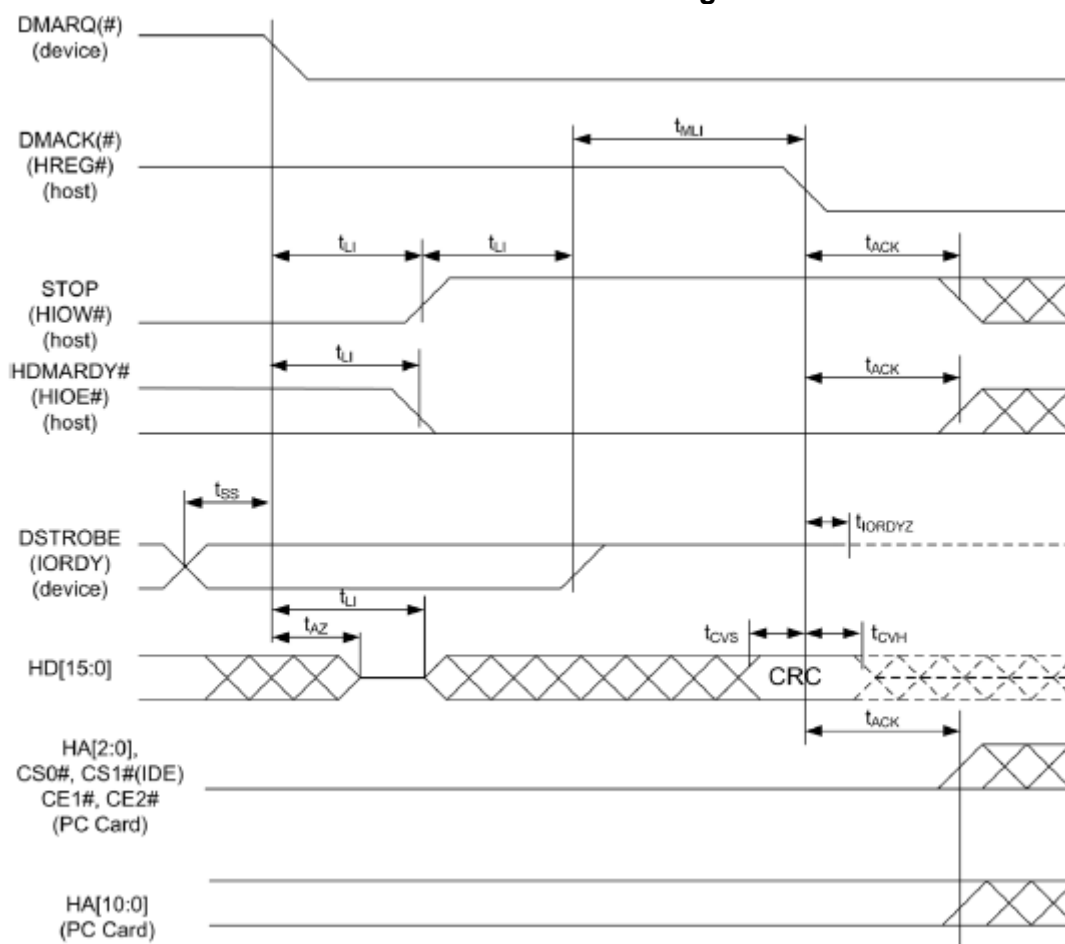 DMARQ(#)
(device)
DMACK(#)
(HREG#)
(host)
tMLI
tLI
tLI
tACK
STOP
(HIOW#)
(host)
tLI
tACK
HDMARDY#
(HIOE#)
(host)
tSS
tIORDYZ
DSTROBE
(IORDY)
(device)
tLI
tAZ
tCVS
tCVH
HD[15:0]
CRC
tACK
HA[2:0],
CS0#, CS1#(IDE)
CE1#, CE2#
(PC Card)
HA[10:0]
(PC Card)